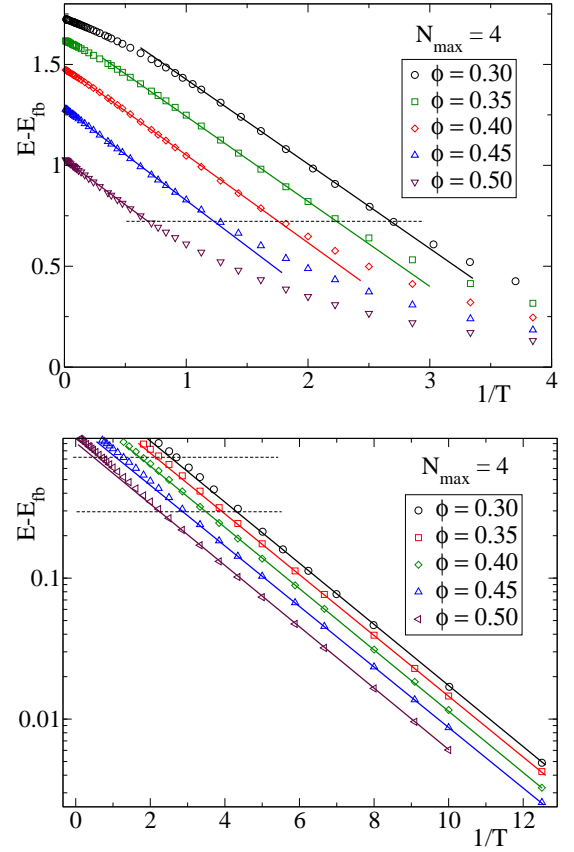 N_max = 4
ϕ = 0.30
ϕ = 0.35
ϕ = 0.40
ϕ = 0.45
ϕ = 0.50
E-E_fb
1.5
1
0.5
0
0 1 2 3 4
1/T
N_max = 4
ϕ = 0.30
ϕ = 0.35
ϕ = 0.40
ϕ = 0.45
ϕ = 0.50
E-E_fb
0.1
0.01
0 2 4 6 8 10 12
1/T